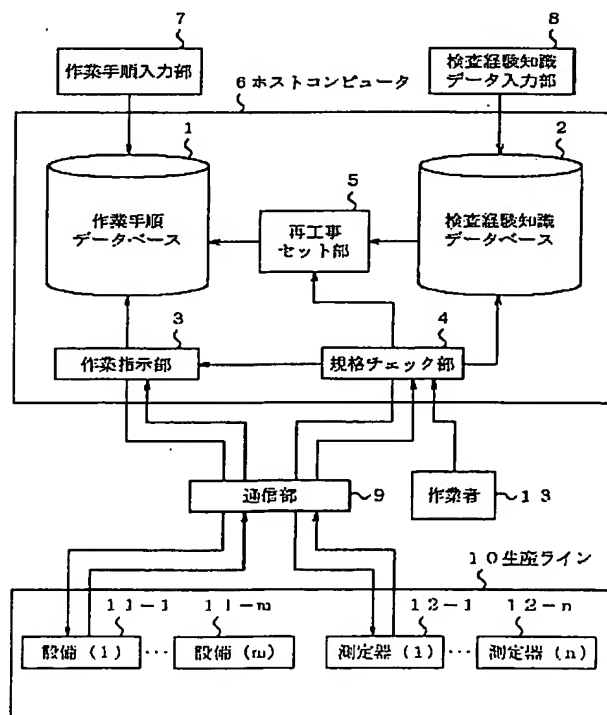 7
8
作業手順入力部
検査経験知識
データ入力部
6ホストコンピュータ
1
2
5
作業手順
データベース
再工事
セット部
検査経験知識
データベース
3
4
作業指示部
規格チェック部
通信部
9
作業者
13
10生産ライン
11-1
11-m
12-1
12-n
設備(1)
···
設備(m)
測定器(1)
···
測定器(n)